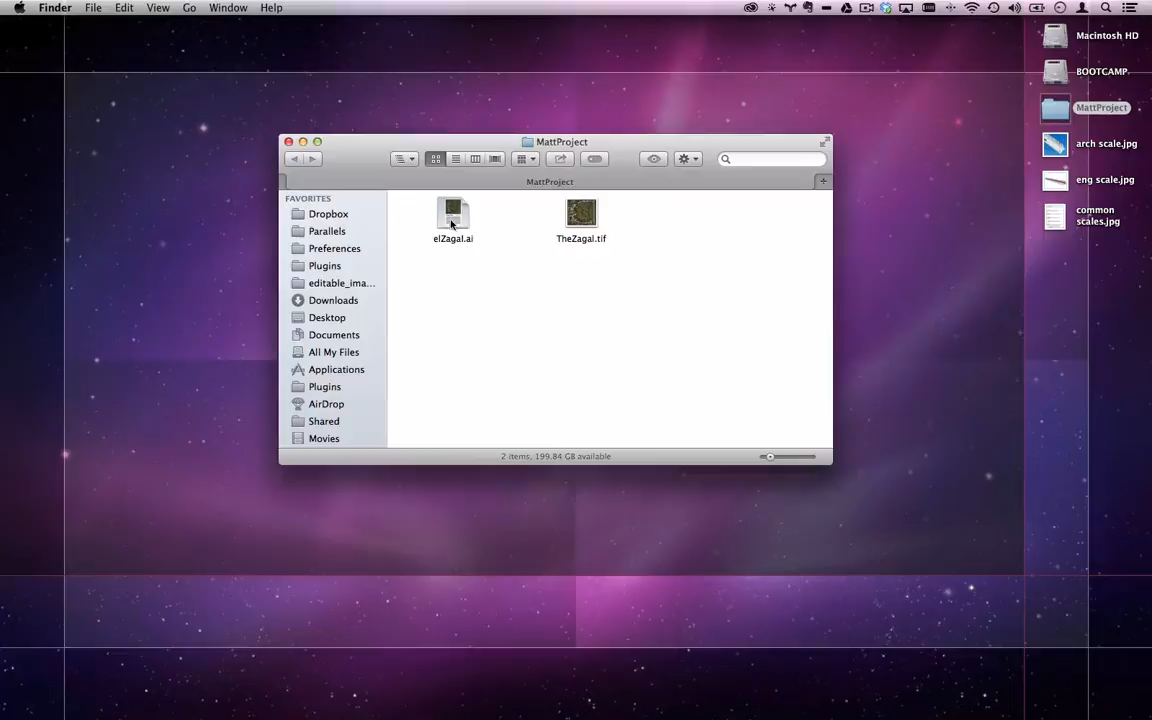 Finder File Edit View Go Window Help
Macintosh HD
BOOTCAMP
MattProject
arch scale.jpg
eng scale.jpg
common
scales.jpg
MattProject
MattProject
FAVORITES
Dropbox
Parallels
Preferences
Plugins
editable_ima...
Downloads
Desktop
Documents
All My Files
Applications
Plugins
AirDrop
Shared
Movies
elZagal.ai
TheZagal.tif
2 items, 199.84 GB available